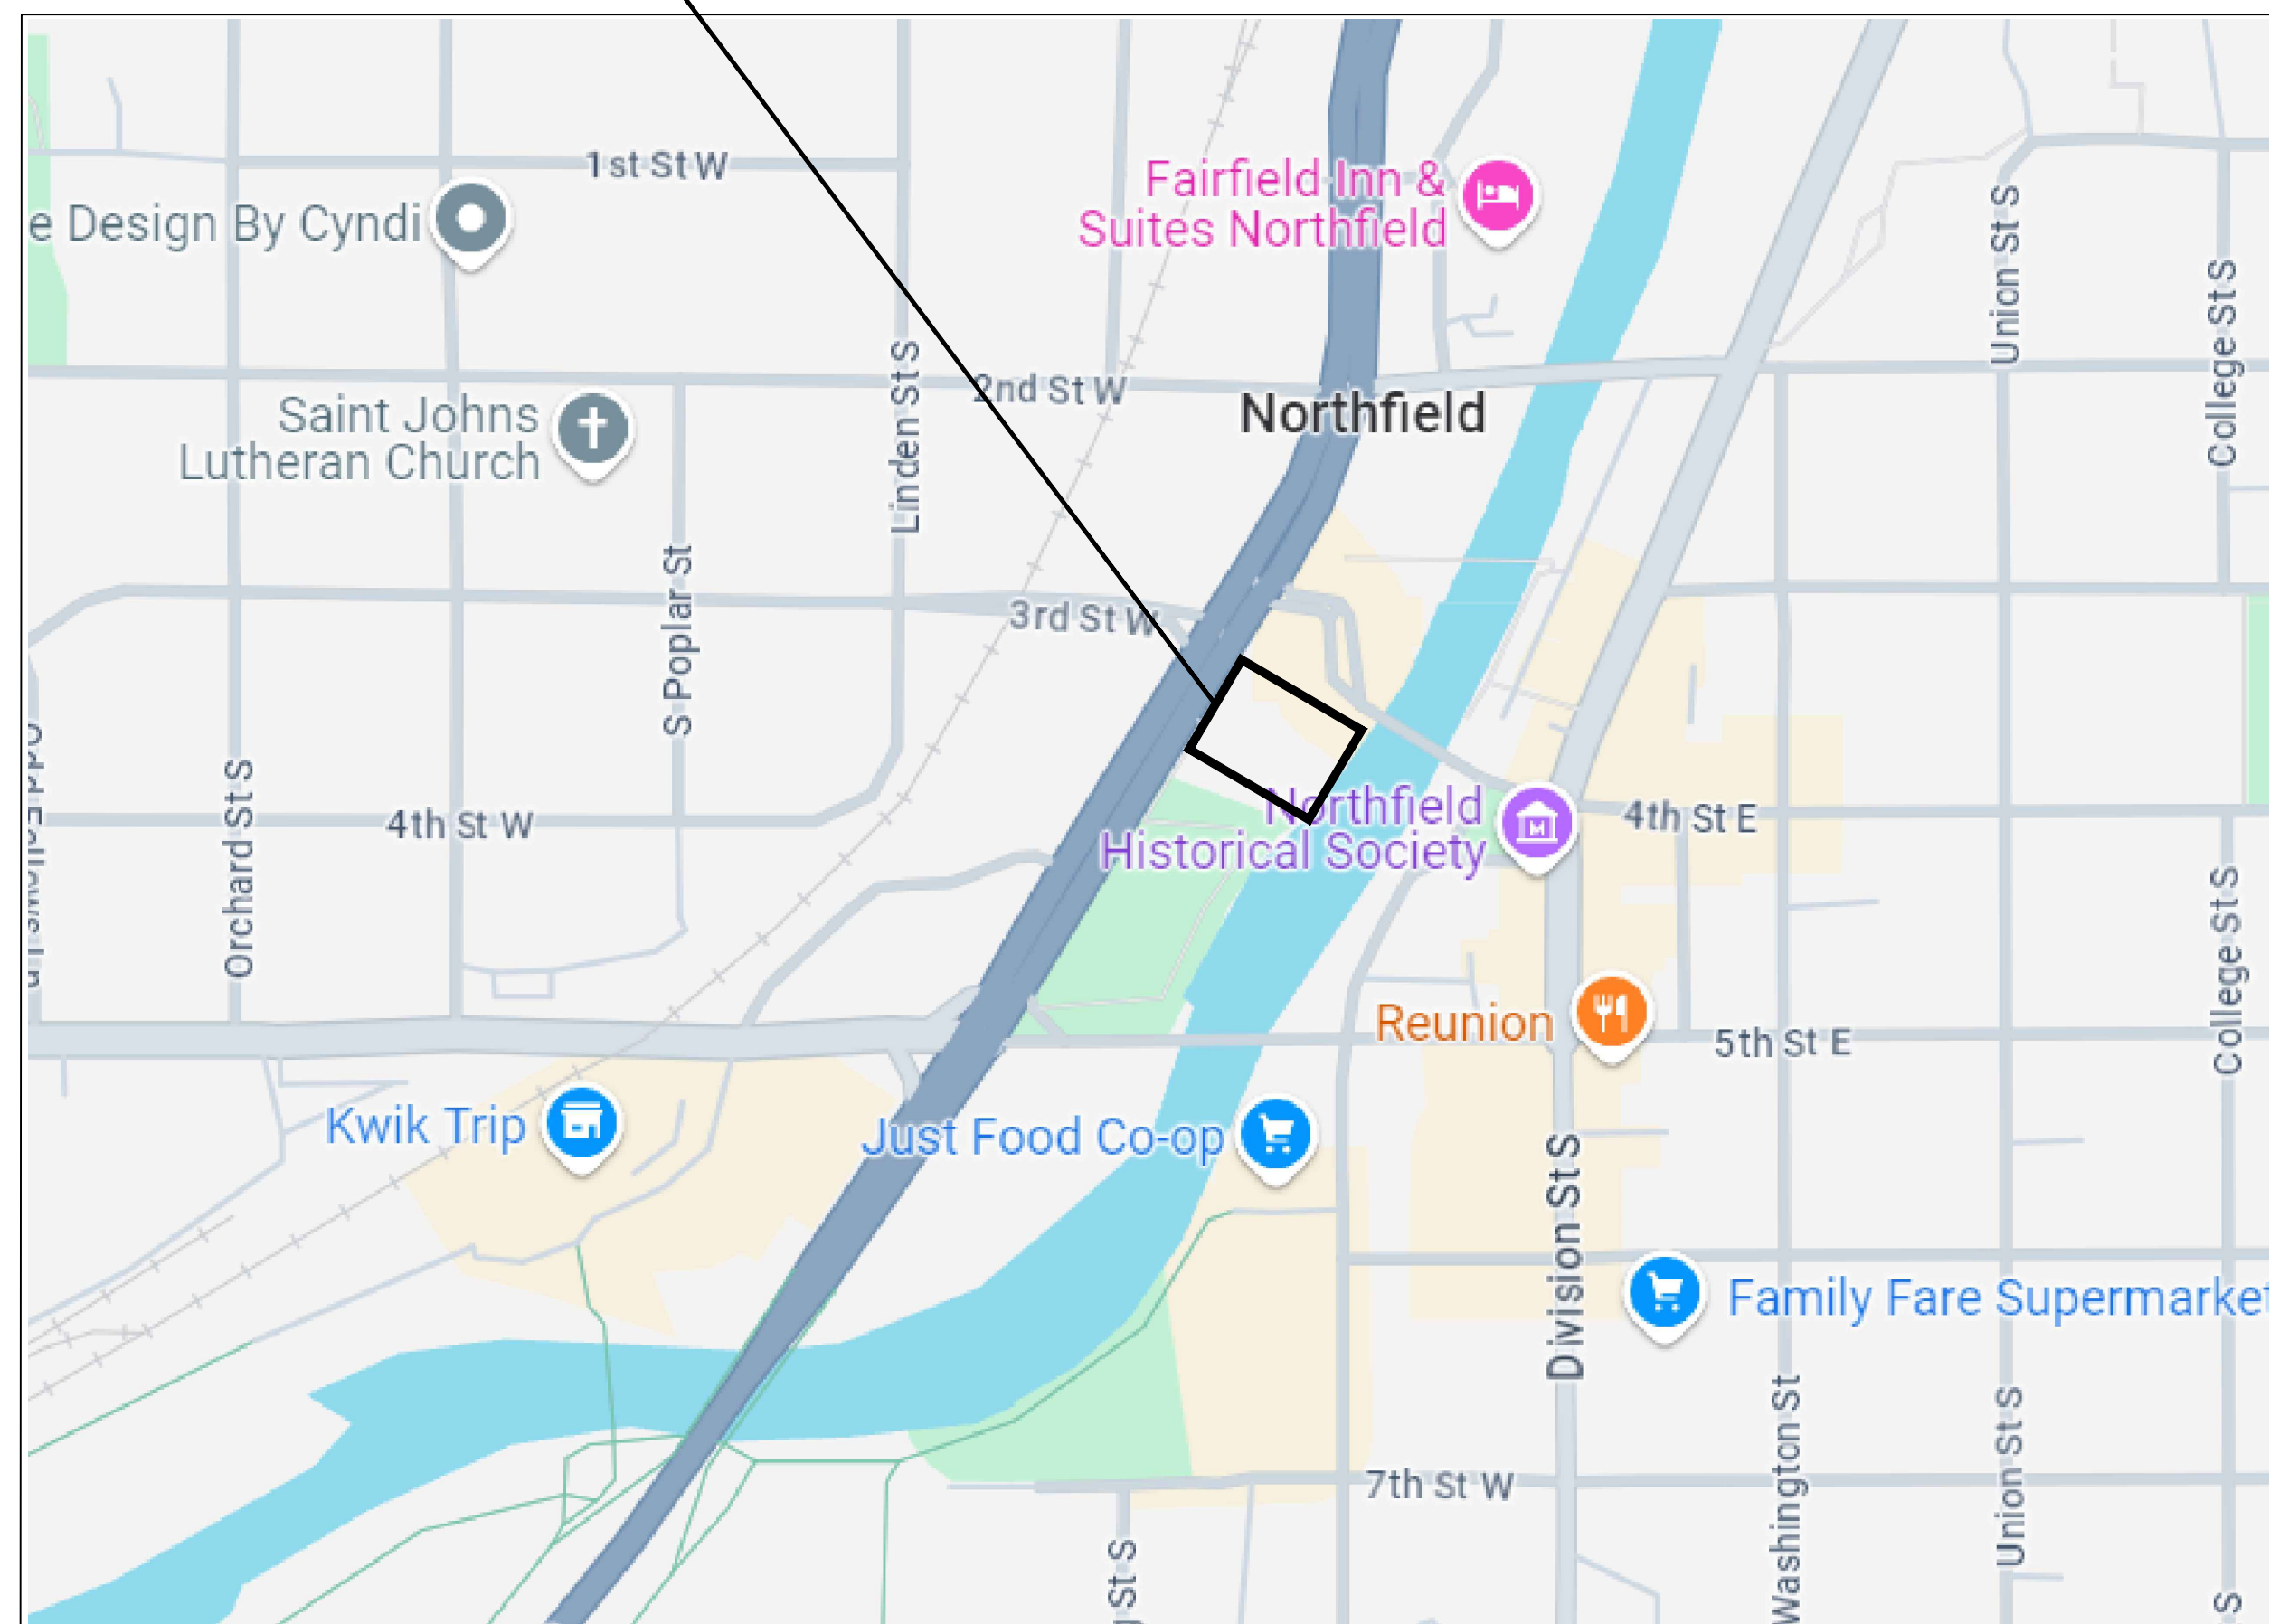 1st St W
Fairfield Inn &
Suites Northfield
e Design By Cyndi
Union St S
College St S
Linden St S
2nd St W
Northfield
Saint Johns
Lutheran Church
S Poplar St
3rd St W
Orchard St S
4th St W
Northfield
Historical Society
4th St E
College St S
Reunion
5th St E
Kwik Trip
Just Food Co-op
Division St S
Family Fare Supermarket
Washington St
Union St S
7th St W
St S
S